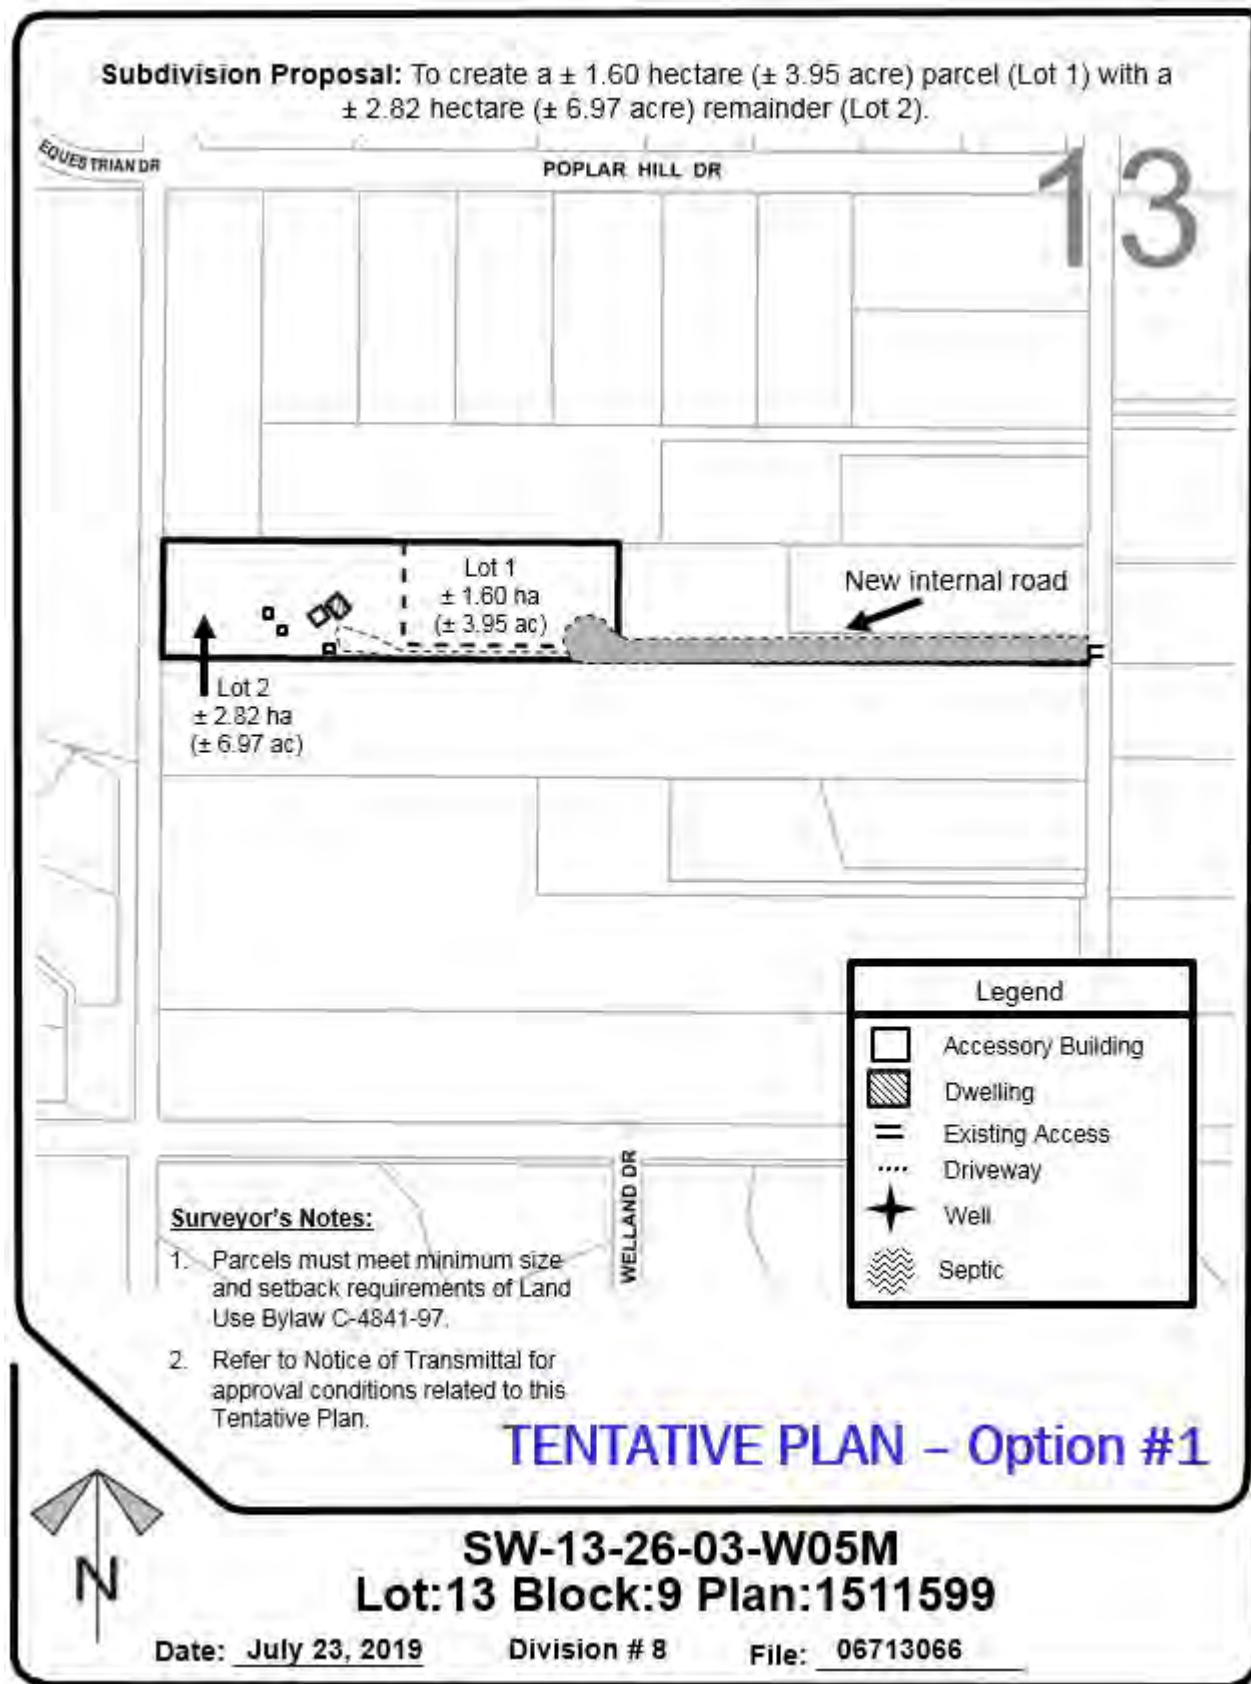 Subdivision Proposal: To create a ± 1.60 hectare (± 3.95 acre) parcel (Lot 1) with a
± 2.82 hectare (± 6.97 acre) remainder (Lot 2).
EQUESTRIAN DR
POPLAR HILL DR
13
Lot 1
± 1.60 ha
(± 3.95 ac)
New internal road
Lot 2
± 2.82 ha
(± 6.97 ac)
Legend
Accessory Building
Dwelling
Existing Access
Driveway
Well
Septic
WELLAND DR
Surveyor's Notes:
1. Parcels must meet minimum size
and setback requirements of Land
Use Bylaw C-4841-97.
2. Refer to Notice of Transmittal for
approval conditions related to this
Tentative Plan.
TENTATIVE PLAN – Option #1
N
SW-13-26-03-W05M
Lot:13 Block:9 Plan:1511599
Date: July 23, 2019 Division # 8 File: 06713066